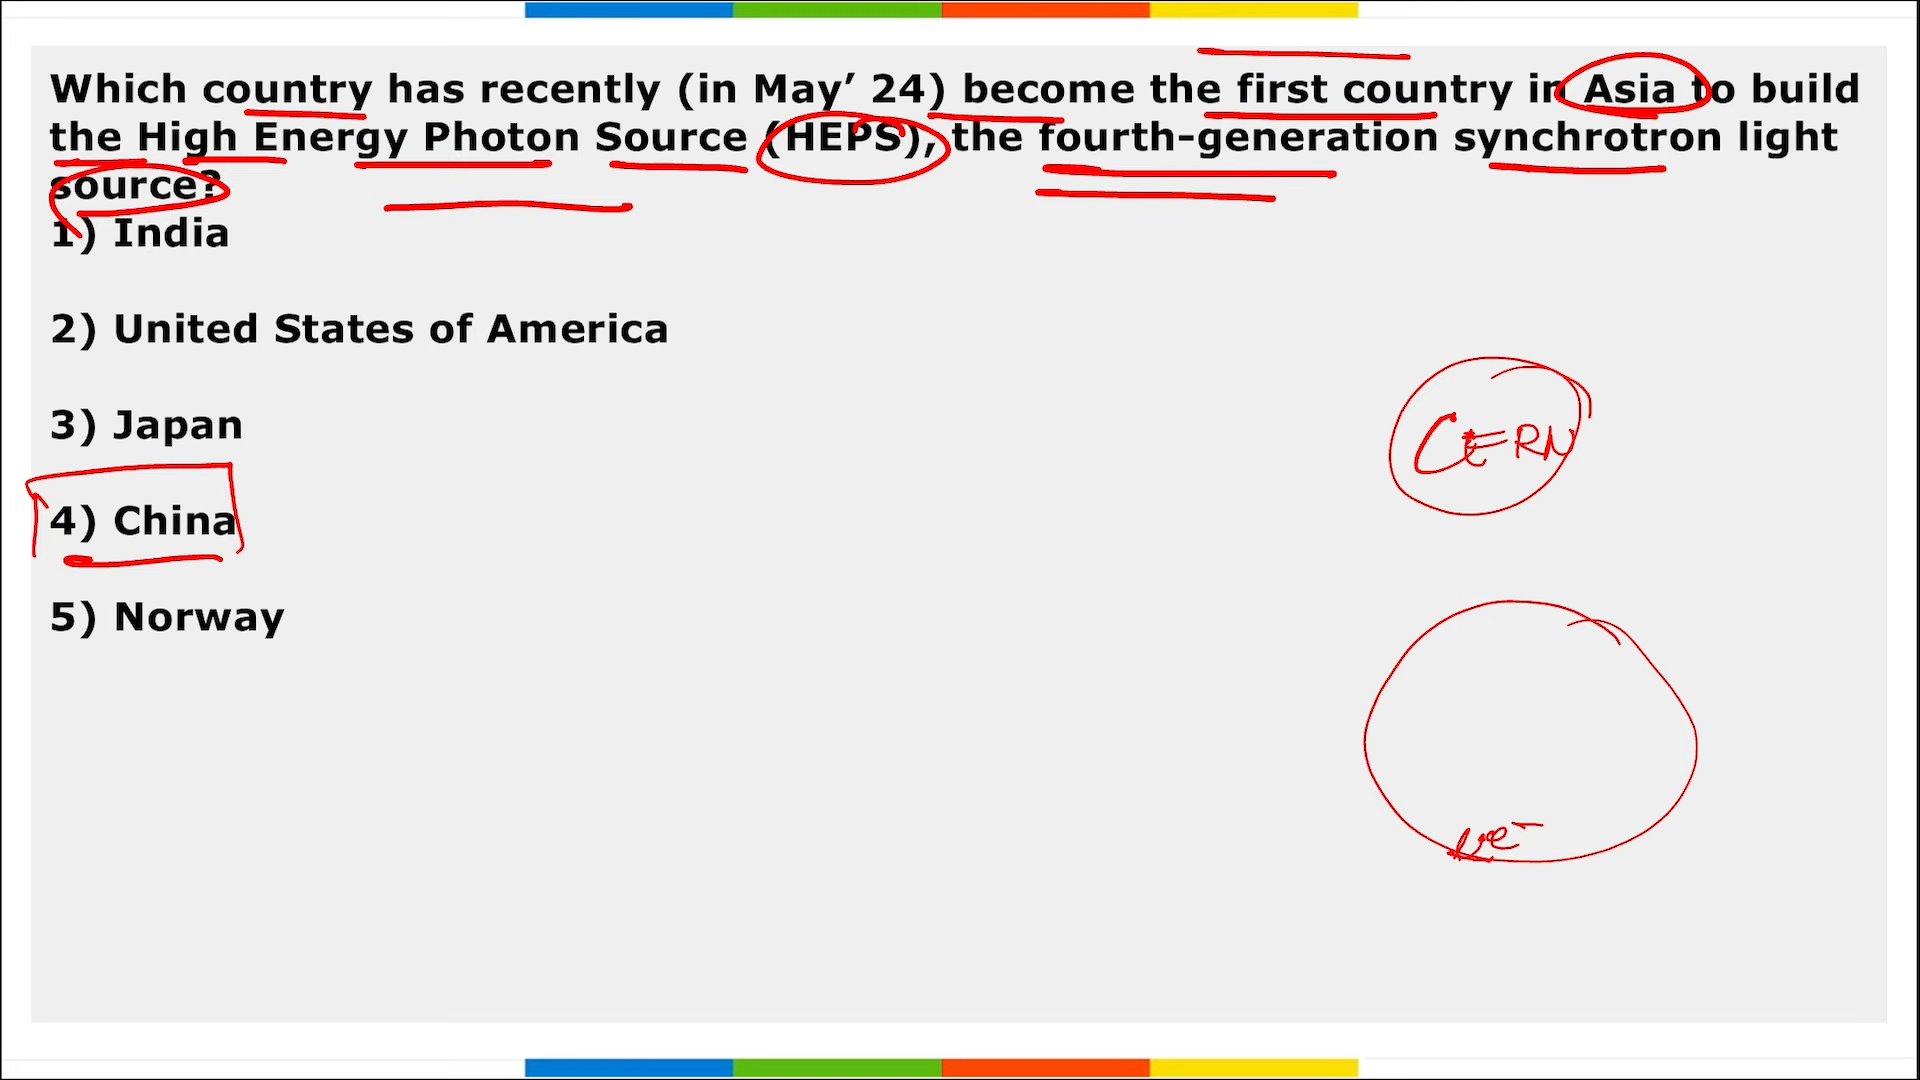 Which country has recently (in May’ 24) become the first country in Asia to build
the High Energy Photon Source (HEPS), the fourth-generation synchrotron light
source?
1) India
2) United States of America
3) Japan
CERN
4) China
5) Norway